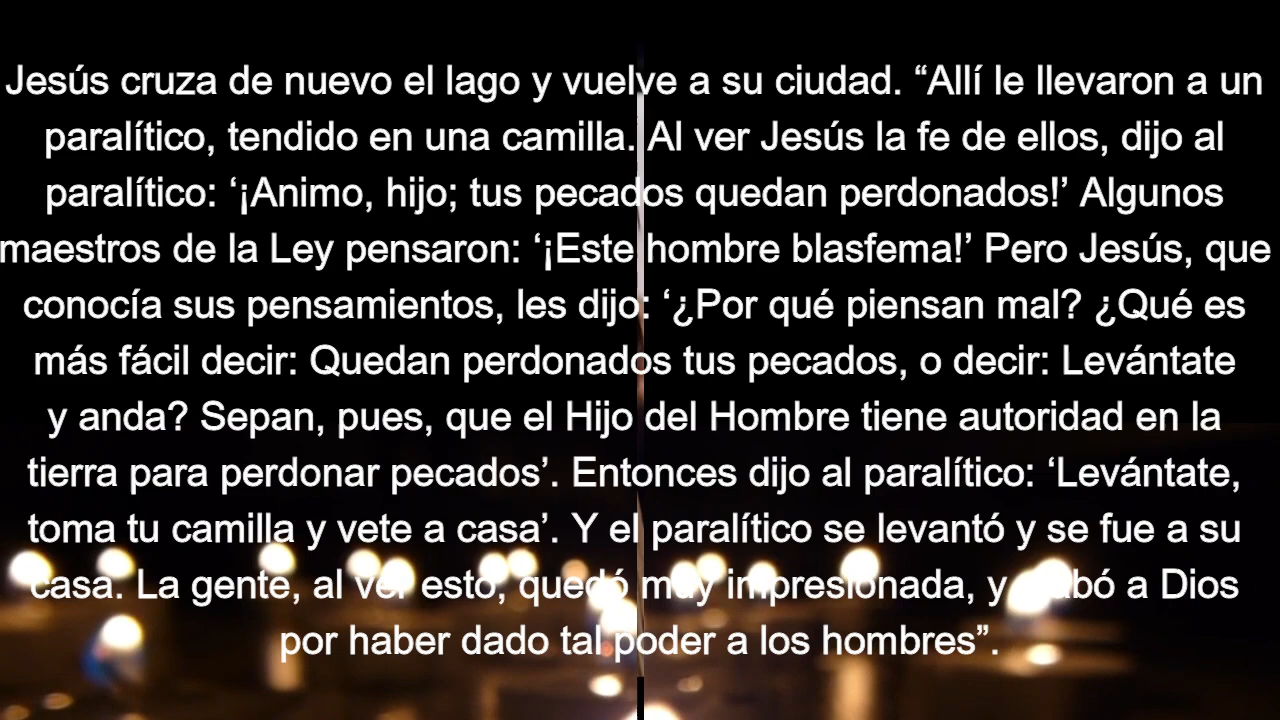 Jesús cruza de nuevo el lago y vuelve a su ciudad. “Allí le llevaron a un
paralítico, tendido en una camilla. Al ver Jesús la fe de ellos, dijo al
paralítico: ‘¡Animo, hijo; tus pecados quedan perdonados!’ Algunos
maestros de la Ley pensaron: ‘¡Este hombre blasfema!’ Pero Jesús, que
conocía sus pensamientos, les dijo: ‘¿Por qué piensan mal? ¿Qué es
más fácil decir: Quedan perdonados tus pecados, o decir: Levántate
y anda? Sepan, pues, que el Hijo del Hombre tiene autoridad en la
tierra para perdonar pecados’. Entonces dijo al paralítico: ‘Levántate,
toma tu camilla y vete a casa’. Y el paralítico se levantó y se fue a su
casa. La gente, al ver esto, quedó muy impresionada, y alabó a Dios
por haber dado tal poder a los hombres”.